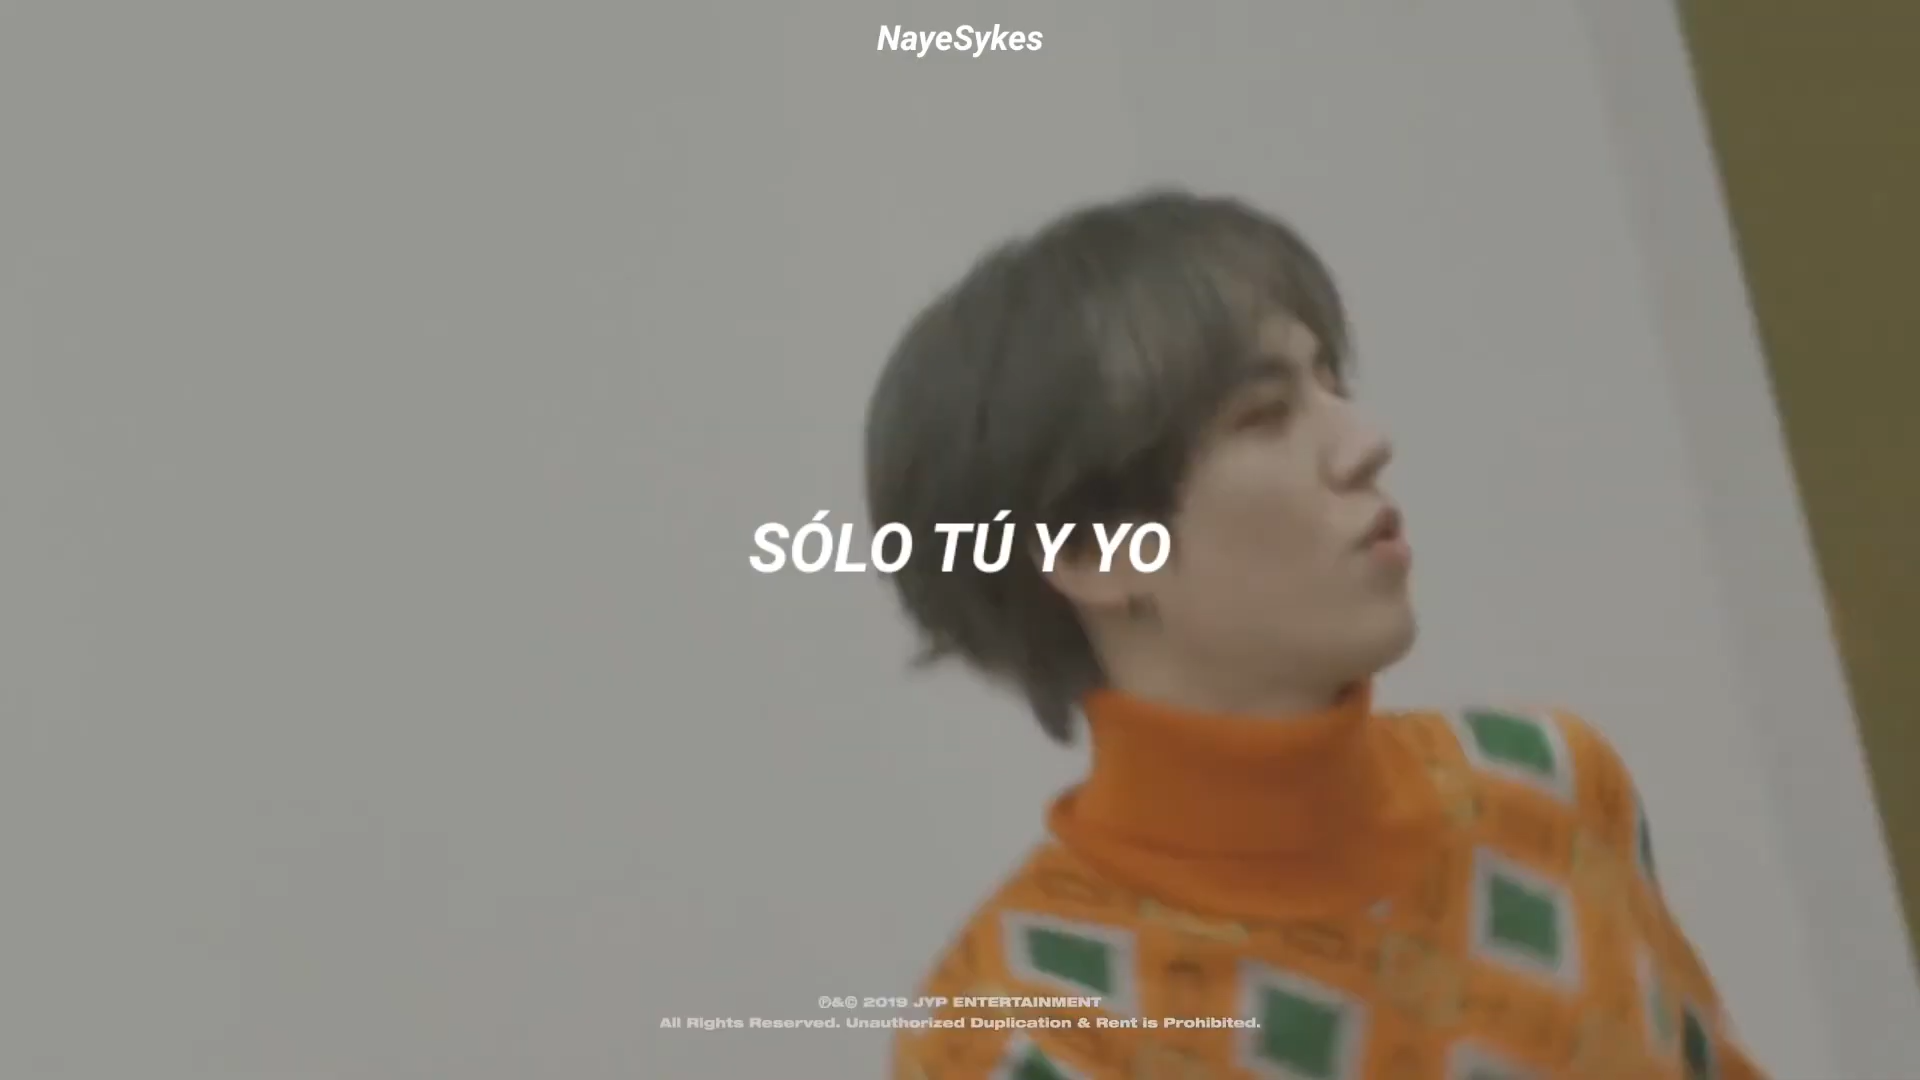 NayeSykes
SÓLO TÚ Y YO
℗&© 2019 JYP ENTERTAINMENT
All Rights Reserved. Unauthorized Duplication & Rent is Prohibited.